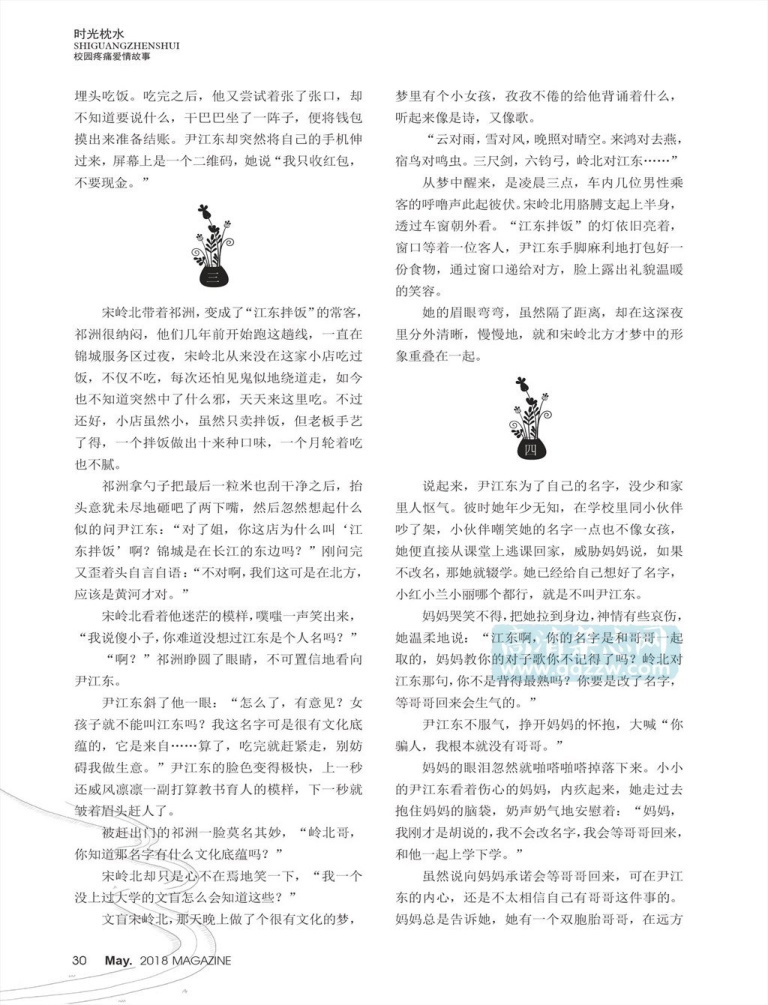 时光枕水
SHIGUANGZHENSHUI
校园疼痛爱情故事
埋头吃饭。吃完之后，他又尝试着张了张口，却
不知道要说什么，干巴巴坐了一阵子，便将钱包
摸出来准备结账。尹江东却突然将自己的手机伸
过来，屏幕上是一个二维码，她说“我只收红包，
不要现金。”
三
宋岭北带着祁洲，变成了“江东拌饭”的常客，
祁洲很纳闷，他们几年前开始跑这趟线，一直在
锦城服务区过夜，宋岭北从来没在这家小店吃过
饭，不仅不吃，每次还怕见鬼似地绕道走，如今
也不知道突然中了什么邪，天天来这里吃。不过
还好，小店虽然小，虽然只卖拌饭，但老板手艺
了得，一个拌饭做出十来种口味，一个月轮着吃
也不腻。
祁洲拿勺子把最后一粒米也刮干净之后，抬
头意犹未尽地砸吧了两下嘴，然后忽然想起什么
似的问尹江东：“对了姐，你这店为什么叫‘江
东拌饭’啊？锦城是在长江的东边吗？”刚问完
又歪着头自言自语：“不对啊，我们这可是在北方，
应该是黄河才对。”
宋岭北看着他迷茫的模样，噗嗤一声笑出来，
“我说傻小子，你难道没想过江东是个人名吗？”
“啊？”祁洲睁圆了眼睛，不可置信地看向
尹江东。
尹江东斜了他一眼：“怎么了，有意见？女
孩子就不能叫江东吗？我这名字可是很有文化底
蕴的，它是来自……算了，吃完就赶紧走，别妨
碍我做生意。”尹江东的脸色变得极快，上一秒
还威风凛凛一副打算教书育人的模样，下一秒就
皱着眉头赶人了。
被赶出门的祁洲一脸莫名其妙，“岭北哥，
你知道那名字有什么文化底蕴吗？”
宋岭北却只是心不在焉地笑一下，“我一个
没上过大学的文盲怎么会知道这些？”
文盲宋岭北，那天晚上做了个很有文化的梦，
梦里有个小女孩，孜孜不倦的给他背诵着什么，
听起来像是诗，又像歌。
“云对雨，雪对风，晚照对晴空。来鸿对去燕，
宿鸟对鸣虫。三尺剑，六钧弓，岭北对江东……”
从梦中醒来，是凌晨三点，车内几位男性乘
客的呼噜声此起彼伏。宋岭北用胳膊支起上半身，
透过车窗朝外看。“江东拌饭”的灯依旧亮着，
窗口等着一位客人，尹江东手脚麻利地打包好一
份食物，通过窗口递给对方，脸上露出礼貌温暖
的笑容。
她的眉眼弯弯，虽然隔了距离，却在这深夜
里分外清晰，慢慢地，就和宋岭北方才梦中的形
象重叠在一起。
四
说起来，尹江东为了自己的名字，没少和家
里人怄气。彼时她年少无知，在学校里同小伙伴
吵了架，小伙伴嘲笑她的名字一点也不像女孩，
她便直接从课堂上逃课回家，威胁妈妈说，如果
不改名，那她就辍学。她已经给自己想好了名字，
小红小兰小丽哪个都行，就是不叫尹江东。
妈妈哭笑不得，把她拉到身边，神情有些哀伤，
她温柔地说：“江东啊，你的名字是和哥哥一起
取的，妈妈教你的对子歌你不记得了吗？岭北对
江东那句，你不是背得最熟吗？你要是改了名字，
等哥哥回来会生气的。”
尹江东不服气，挣开妈妈的怀抱，大喊“你
骗人，我根本就没有哥哥。”
妈妈的眼泪忽然就啪嗒啪嗒掉落下来。小小
的尹江东看着伤心的妈妈，内疚起来，她走过去
抱住妈妈的脑袋，奶声奶气地安慰着：“妈妈，
我刚才是胡说的，我不会改名字，我会等哥哥回来，
和他一起上学下学。”
虽然说向妈妈承诺会等哥哥回来，可在尹江
东的内心，还是不太相信自己有哥哥这件事的。
妈妈总是告诉她，她有一个双胞胎哥哥，在远方
30 May. 2018 MAGAZINE